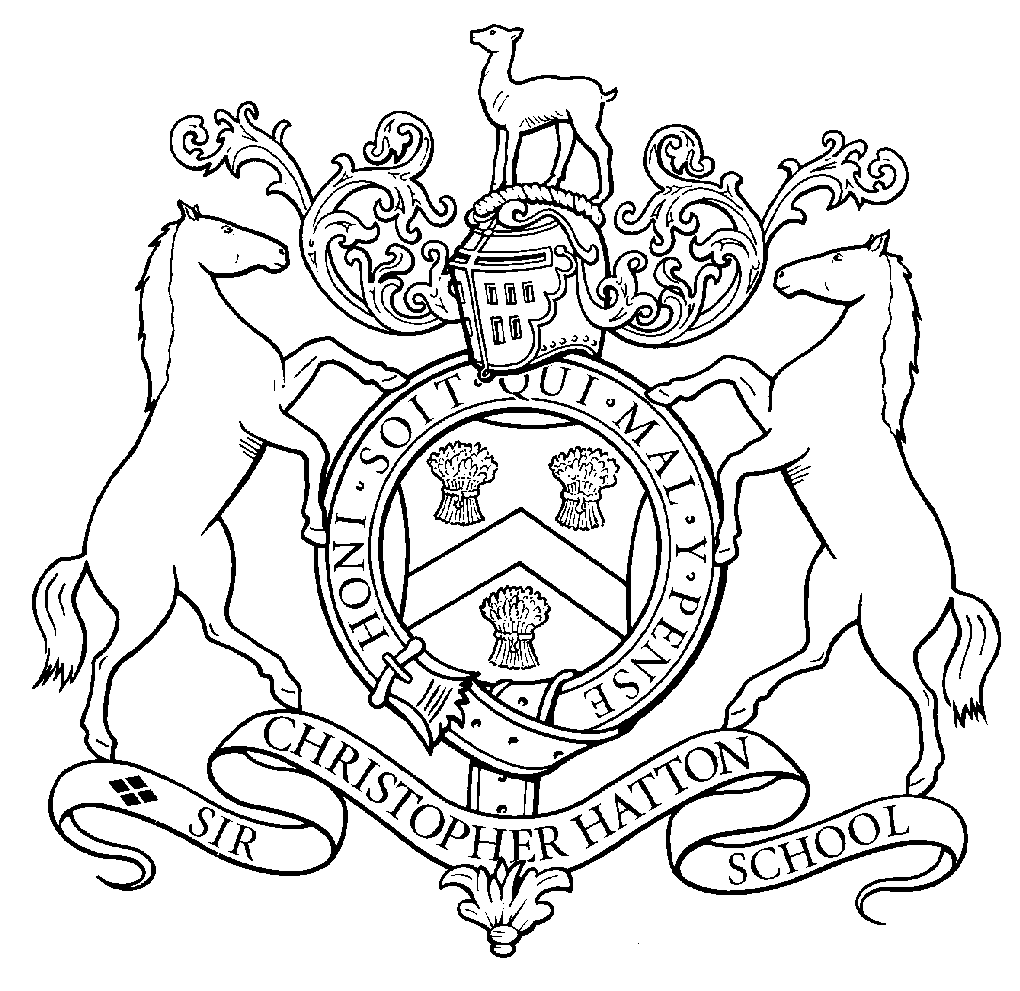 HONI · SOIT · QUI · MAL · Y · PENSE
SIR CHRISTOPHER HATTON SCHOOL